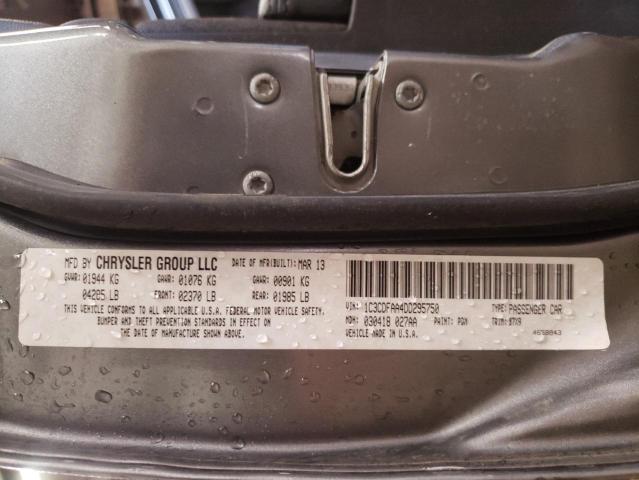 MFD BY CHRYSLER GROUP LLC DATE OF MFR(BUILT): MAR 13
GVWR: 01944 KG GAWR: 01076 KG GAWR: 00901 KG
04285 LB FRONT: 02370 LB REAR: 01985 LB
THIS VEHICLE CONFORMS TO ALL APPLICABLE U.S.A. FEDERAL MOTOR VEHICLE SAFETY,
BUMPER AND THEFT PREVENTION STANDARDS IN EFFECT ON
THE DATE OF MANUFACTURE SHOWN ABOVE.
VIN: 1C3CDFAA4DD295750 TYPE: PASSENGER CAR
MDH: 030418 027AA PAINT: PDN TRIM: X9
VEHICLE MADE IN U.S.A.